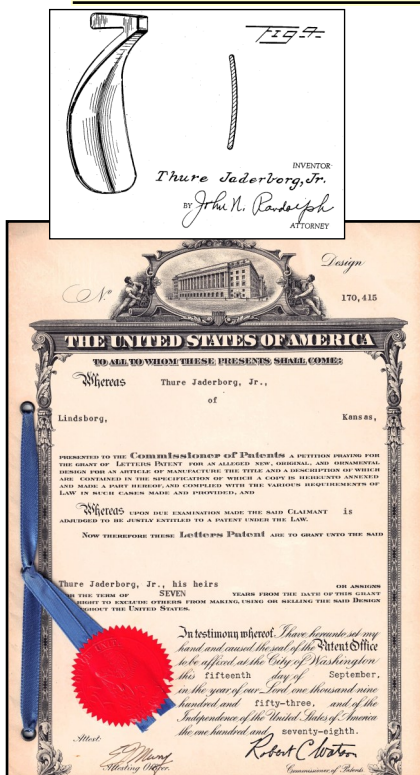 Fig 4
INVENTOR
Thure Jaderborg, Jr.
BY John N. Randolph
ATTORNEY
Design
No. 170,415
THE UNITED STATES OF AMERICA
TO ALL TO WHOM THESE PRESENTS SHALL COME:
Whereas Thure Jaderborg, Jr.,
of
Lindsborg, Kansas,
PRESENTED TO THE Commissioner of Patents A PETITION PRAYING FOR
THE GRANT OF LETTERS PATENT FOR AN ALLEGED NEW, ORIGINAL, AND ORNAMENTAL
DESIGN FOR AN ARTICLE OF MANUFACTURE THE TITLE AND A DESCRIPTION OF WHICH
ARE CONTAINED IN THE SPECIFICATION OF WHICH A COPY IS HEREUNTO ANNEXED
AND MADE A PART HEREOF, AND COMPLIED WITH THE VARIOUS REQUIREMENTS OF
LAW IN SUCH CASES MADE AND PROVIDED, AND
Whereas UPON DUE EXAMINATION MADE THE SAID CLAIMANT is
ADJUDGED TO BE JUSTLY ENTITLED TO A PATENT UNDER THE LAW.
NOW THEREFORE THESE Letters Patent ARE TO GRANT UNTO THE SAID
Thure Jaderborg, Jr., his heirs OR ASSIGNS
THE TERM OF SEVEN YEARS FROM THE DATE OF THIS GRANT
RIGHT TO EXCLUDE OTHERS FROM MAKING, USING OR SELLING THE SAID DESIGN
THE UNITED STATES.
In testimony whereof, I have hereunto set my
hand and caused the seal of the Patent Office
to be affixed at the City of Washington
this fifteenth day of September,
in the year of our Lord one thousand nine
hundred and fifty-three, and of the
Independence of the United States of America
the one hundred and seventy-eighth.
Attest:
Attesting Officer.
Robert C Watson
Commissioner of Patents